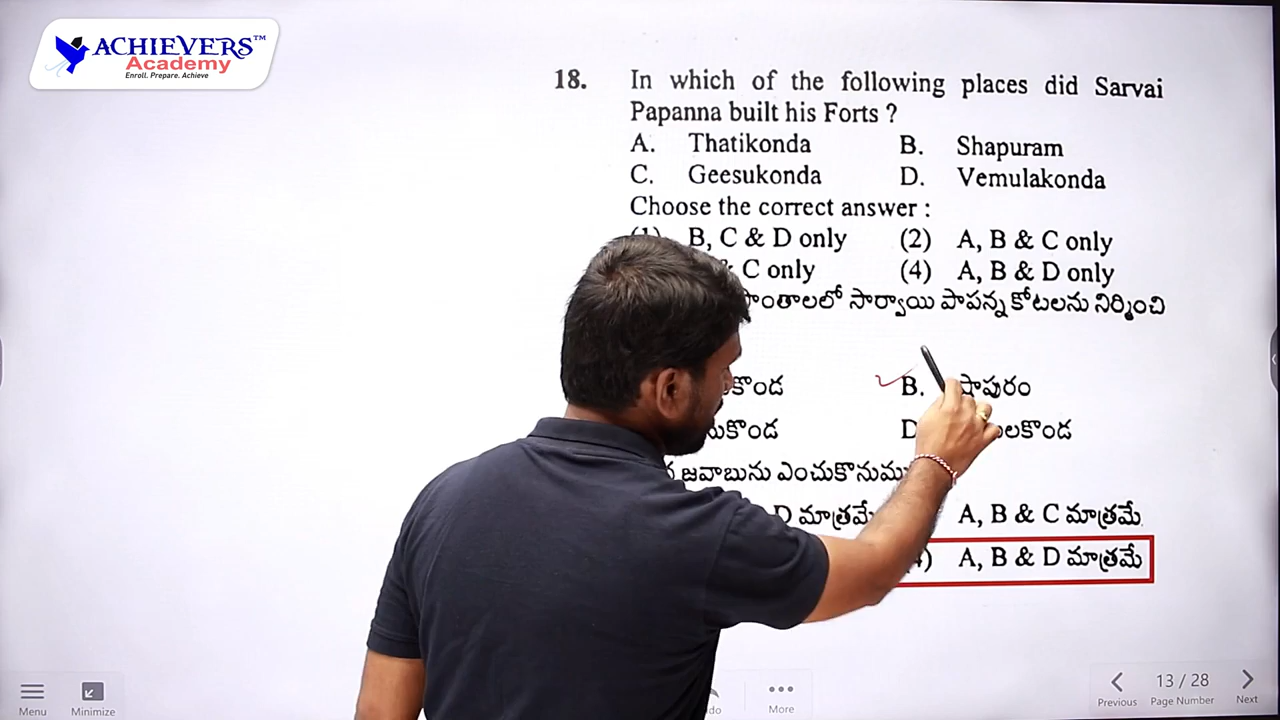 ACHIEVERS™
Academy
Enroll. Prepare. Achieve
18. In which of the following places did Sarvai
Papanna built his Forts ?
A. Thatikonda B. Shapuram
C. Geesukonda D. Vemulakonda
Choose the correct answer :
(1) B, C & D only (2) A, B & C only
C only (4) A, B & D only
సార్వాయి పాపన్న కోటలను నిర్మించి
B. షాపురం
జవాబును ఎంచుకొనుము
D మాత్రమే A, B & C మాత్రమే
A, B & D మాత్రమే
Menu
Minimize
More
13 / 28
Previous Page Number Next